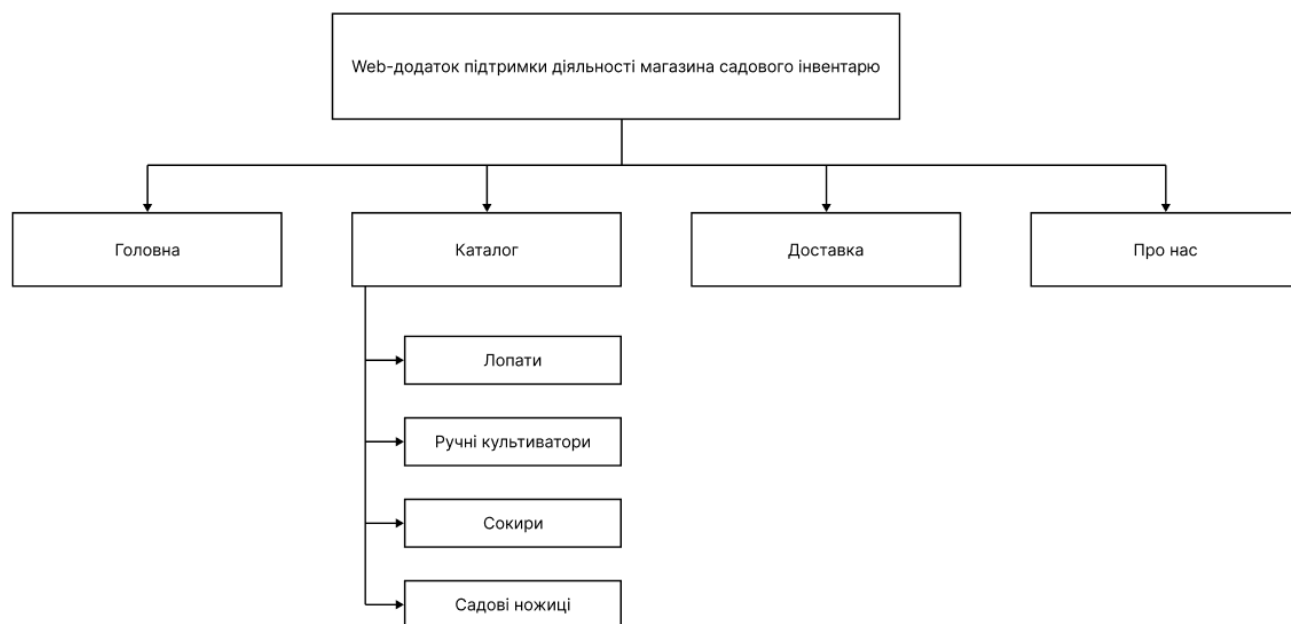 Web-додаток підтримки діяльності магазина садового інвентарю
Головна
Каталог
Доставка
Про нас
Лопати
Ручні культиватори
Сокири
Садові ножиці